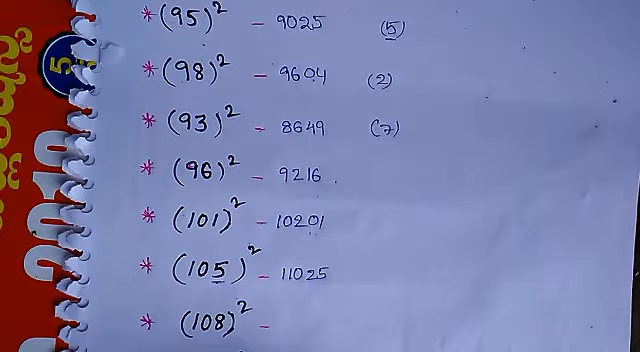 *(95)² - 9025 (5)
*(98)² - 9604 (2)
*(93)² - 8649 (7)
*(96)² - 9216.
*(101)² - 10201
*(105)² - 11025
*(108)² -